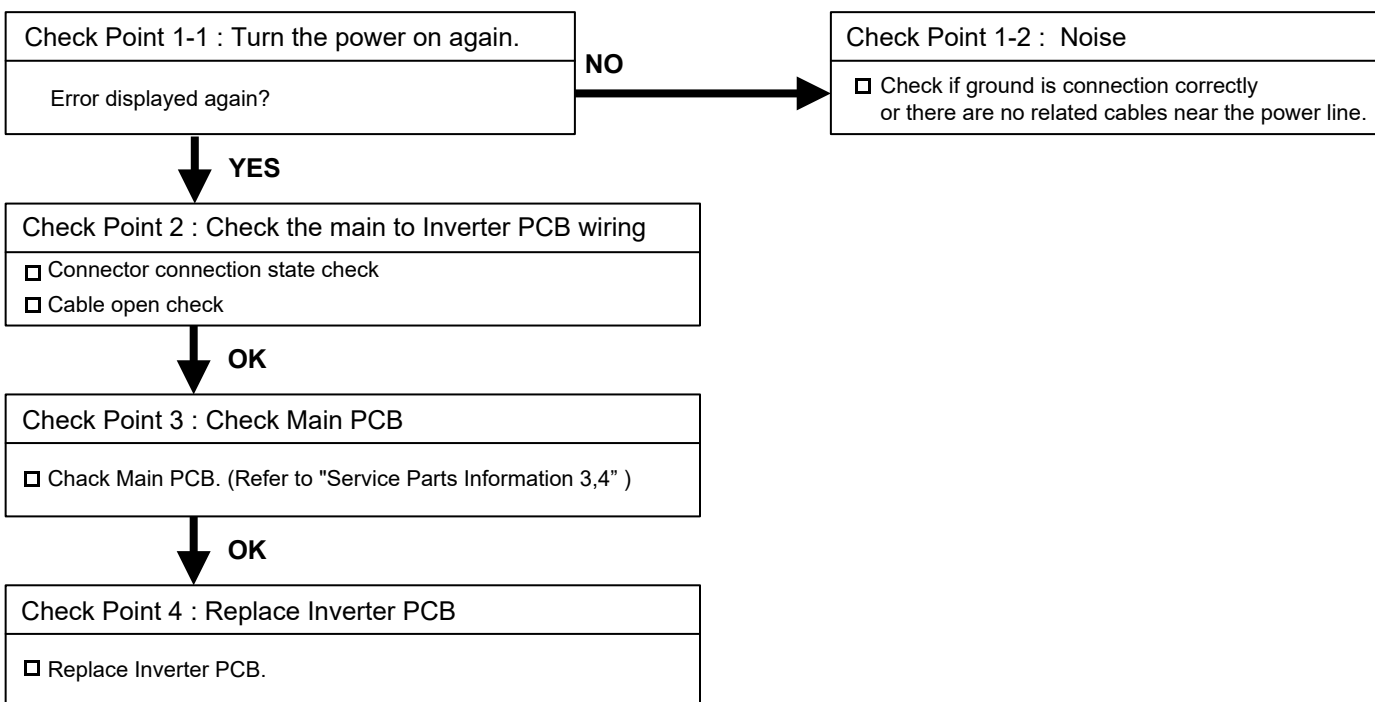 Check Point 1-1 : Turn the power on again.
Error displayed again?
NO
Check Point 1-2 :  Noise
Check if ground is connection correctly
or there are no related cables near the power line.
YES
Check Point 2 : Check the main to Inverter PCB wiring
Connector connection state check
Cable open check
OK
Check Point 3 : Check Main PCB
Chack Main PCB. (Refer to "Service Parts Information 3,4” )
OK
Check Point 4 : Replace Inverter PCB
Replace Inverter PCB.